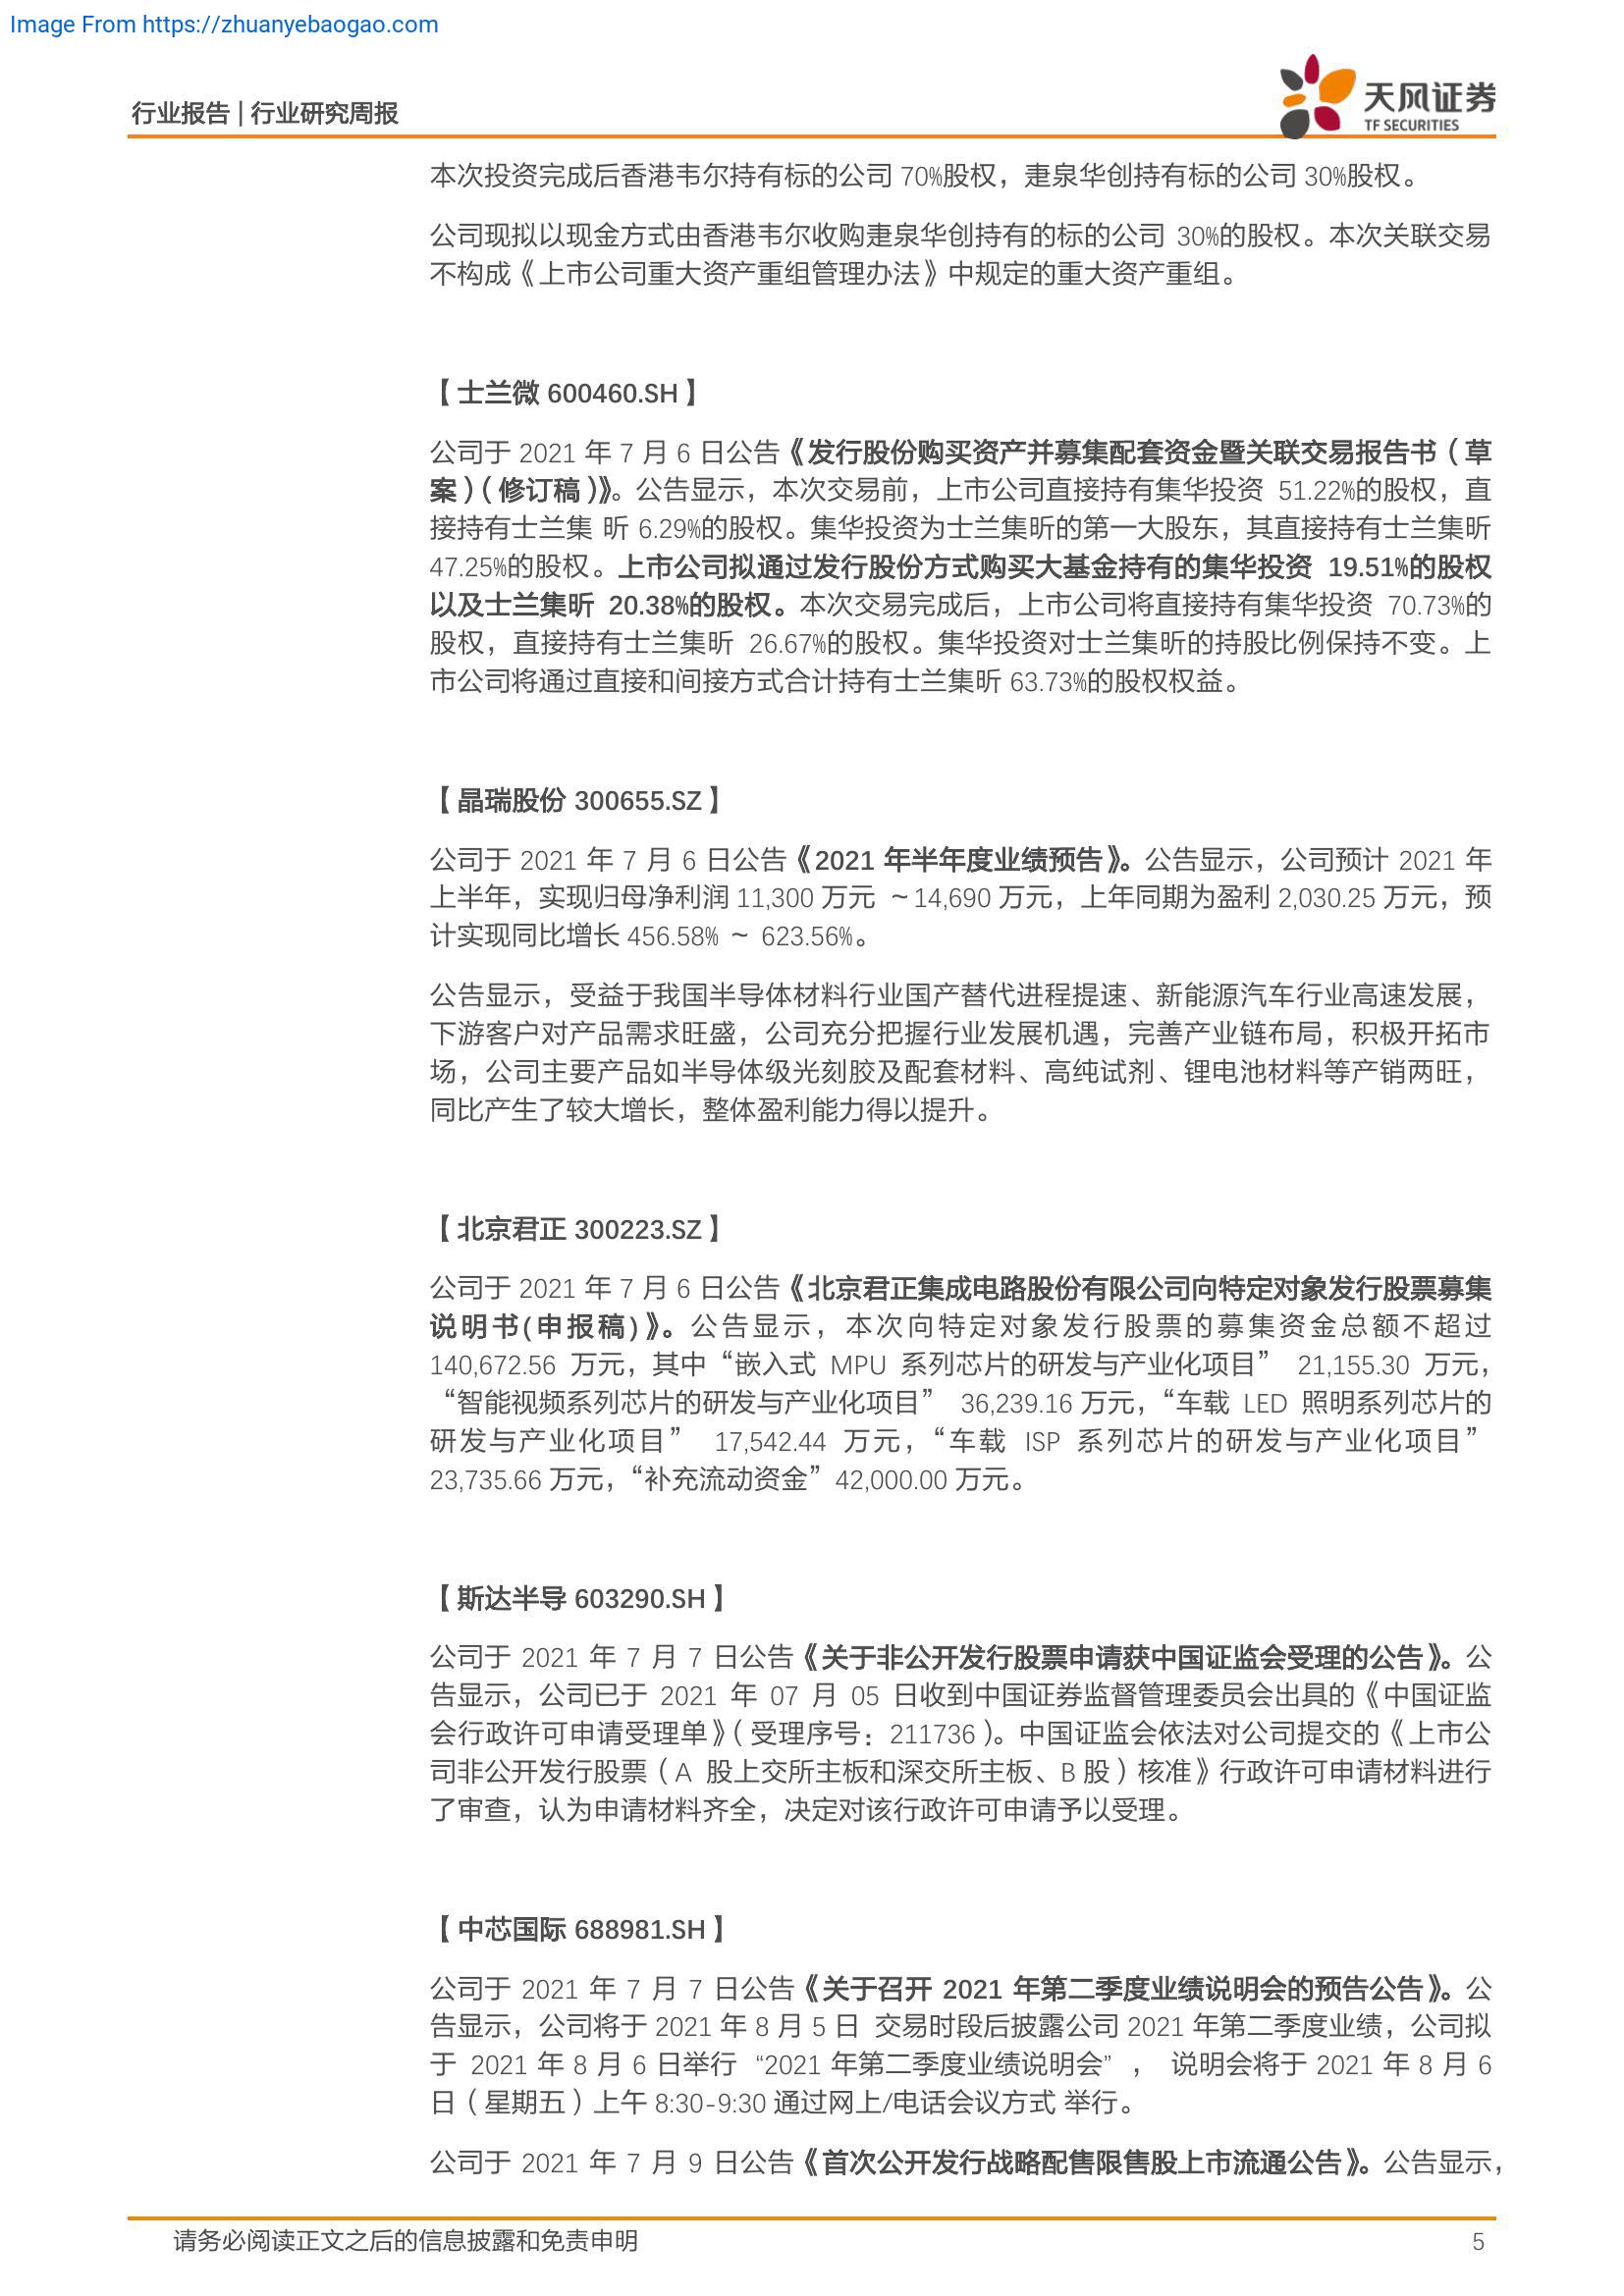 Image From https://zhuanyebaogao.com
行业报告 | 行业研究周报
天风证券
TF SECURITIES
本次投资完成后香港韦尔持有标的公司 70%股权，疌泉华创持有标的公司 30%股权。
公司现拟以现金方式由香港韦尔收购疌泉华创持有的标的公司 30%的股权。本次关联交易
不构成《上市公司重大资产重组管理办法》中规定的重大资产重组。
【士兰微 600460.SH】
公司于 2021 年 7 月 6 日公告《发行股份购买资产并募集配套资金暨关联交易报告书（草
案）（修订稿）》。公告显示，本次交易前，上市公司直接持有集华投资 51.22%的股权，直
接持有士兰集 昕 6.29%的股权。集华投资为士兰集昕的第一大股东，其直接持有士兰集昕
47.25%的股权。上市公司拟通过发行股份方式购买大基金持有的集华投资 19.51%的股权
以及士兰集昕 20.38%的股权。本次交易完成后，上市公司将直接持有集华投资 70.73%的
股权，直接持有士兰集昕 26.67%的股权。集华投资对士兰集昕的持股比例保持不变。上
市公司将通过直接和间接方式合计持有士兰集昕 63.73%的股权权益。
【晶瑞股份 300655.SZ】
公司于 2021 年 7 月 6 日公告《2021 年半年度业绩预告》。公告显示，公司预计 2021 年
上半年，实现归母净利润 11,300 万元 ~14,690 万元，上年同期为盈利 2,030.25 万元，预
计实现同比增长 456.58% ~ 623.56%。
公告显示，受益于我国半导体材料行业国产替代进程提速、新能源汽车行业高速发展，
下游客户对产品需求旺盛，公司充分把握行业发展机遇，完善产业链布局，积极开拓市
场，公司主要产品如半导体级光刻胶及配套材料、高纯试剂、锂电池材料等产销两旺，
同比产生了较大增长，整体盈利能力得以提升。
【北京君正 300223.SZ】
公司于 2021 年 7 月 6 日公告《北京君正集成电路股份有限公司向特定对象发行股票募集
说明书(申报稿)》。公告显示，本次向特定对象发行股票的募集资金总额不超过
140,672.56 万元，其中“嵌入式 MPU 系列芯片的研发与产业化项目” 21,155.30 万元，
“智能视频系列芯片的研发与产业化项目” 36,239.16 万元，“车载 LED 照明系列芯片的
研发与产业化项目” 17,542.44 万元，“车载 ISP 系列芯片的研发与产业化项目”
23,735.66 万元，“补充流动资金”42,000.00 万元。
【斯达半导 603290.SH】
公司于 2021 年 7 月 7 日公告《关于非公开发行股票申请获中国证监会受理的公告》。公
告显示，公司已于 2021 年 07 月 05 日收到中国证券监督管理委员会出具的《中国证监
会行政许可申请受理单》（受理序号：211736）。中国证监会依法对公司提交的《上市公
司非公开发行股票（A 股上交所主板和深交所主板、B 股）核准》行政许可申请材料进行
了审查，认为申请材料齐全，决定对该行政许可申请予以受理。
【中芯国际 688981.SH】
公司于 2021 年 7 月 7 日公告《关于召开 2021 年第二季度业绩说明会的预告公告》。公
告显示，公司将于 2021 年 8 月 5 日 交易时段后披露公司 2021 年第二季度业绩，公司拟
于 2021 年 8 月 6 日举行 “2021 年第二季度业绩说明会” ， 说明会将于 2021 年 8 月 6
日（星期五）上午 8:30-9:30 通过网上/电话会议方式 举行。
公司于 2021 年 7 月 9 日公告《首次公开发行战略配售限售股上市流通公告》。公告显示，
请务必阅读正文之后的信息披露和免责申明
5